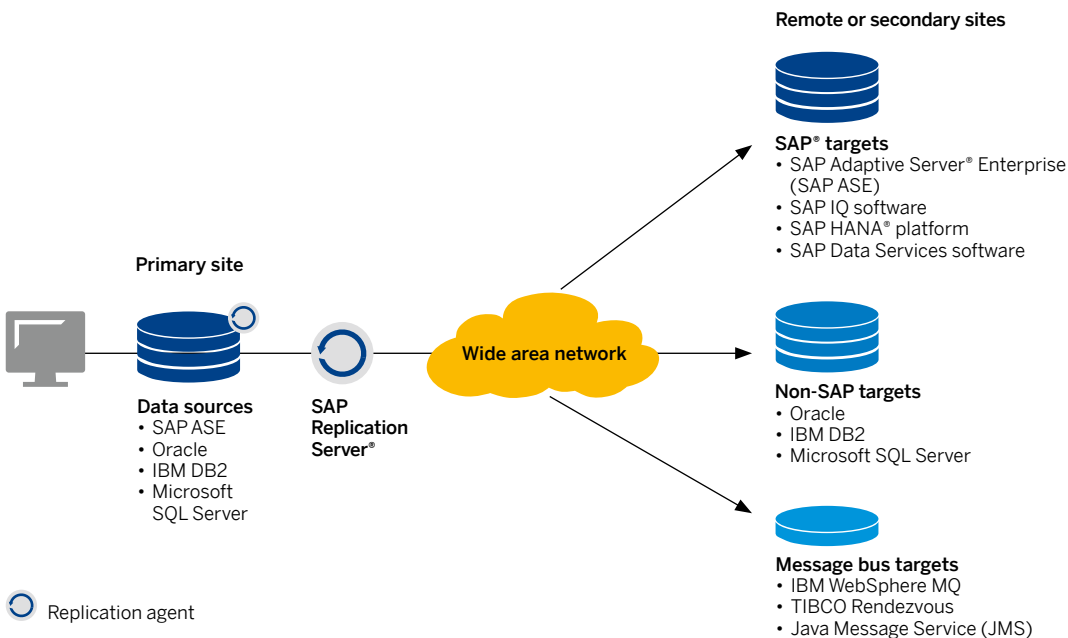 Remote or secondary sites
SAP® targets
• SAP Adaptive Server® Enterprise
(SAP ASE)
• SAP IQ software
• SAP HANA® platform
• SAP Data Services software
Primary site
Wide area network
Data sources
• SAP ASE
• Oracle
• IBM DB2
• Microsoft
SQL Server
SAP
Replication
Server®
Non-SAP targets
• Oracle
• IBM DB2
• Microsoft SQL Server
Message bus targets
• IBM WebSphere MQ
• TIBCO Rendezvous
• Java Message Service (JMS)
Replication agent